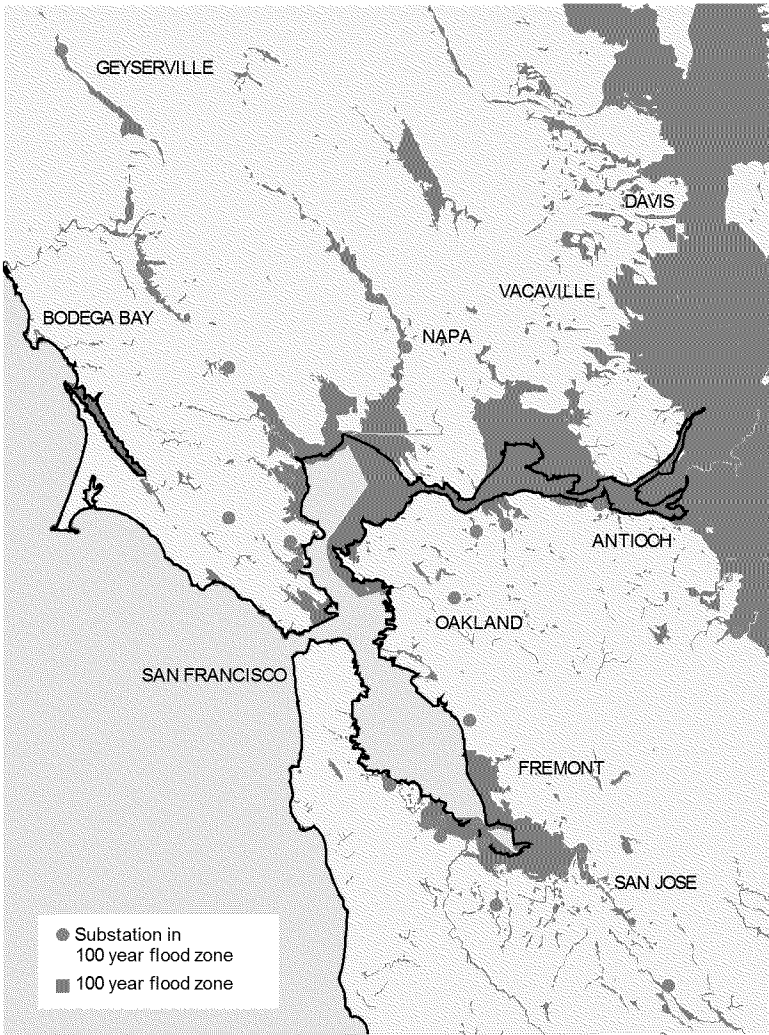 GEYSERVILLE
DAVIS
VACAVILLE
BODEGA BAY
NAPA
ANTIOCH
OAKLAND
SAN FRANCISCO
FREMONT
SAN JOSE
Substation in
100 year flood zone
100 year flood zone